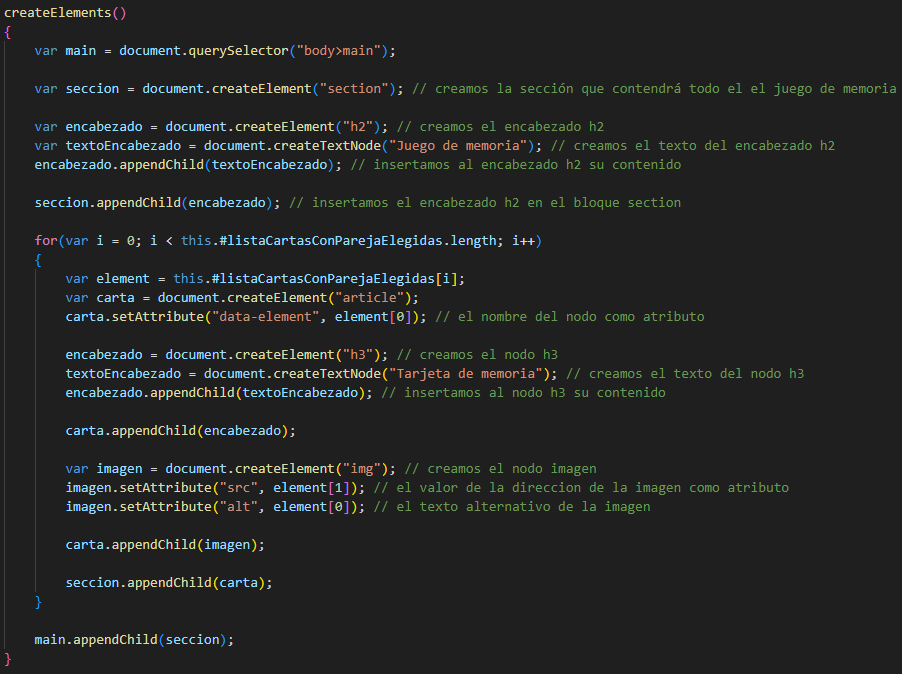 createElements()
{
var main = document.querySelector("body>main");
var seccion = document.createElement("section"); // creamos la sección que contendrá todo el el juego de memoria
var encabezado = document.createElement("h2"); // creamos el encabezado h2
var textoEncabezado = document.createTextNode("Juego de memoria"); // creamos el texto del encabezado h2
encabezado.appendChild(textoEncabezado); // insertamos al encabezado h2 su contenido
seccion.appendChild(encabezado); // insertamos el encabezado h2 en el bloque section
for(var i = 0; i < this.#listaCartasConParejaElegidas.length; i++)
{
var element = this.#listaCartasConParejaElegidas[i];
var carta = document.createElement("article");
carta.setAttribute("data-element", element[0]); // el nombre del nodo como atributo
encabezado = document.createElement("h3"); // creamos el nodo h3
textoEncabezado = document.createTextNode("Tarjeta de memoria"); // creamos el texto del nodo h3
encabezado.appendChild(textoEncabezado); // insertamos al nodo h3 su contenido
carta.appendChild(encabezado);
var imagen = document.createElement("img"); // creamos el nodo imagen
imagen.setAttribute("src", element[1]); // el valor de la direccion de la imagen como atributo
imagen.setAttribute("alt", element[0]); // el texto alternativo de la imagen
carta.appendChild(imagen);
seccion.appendChild(carta);
}
main.appendChild(seccion);
}